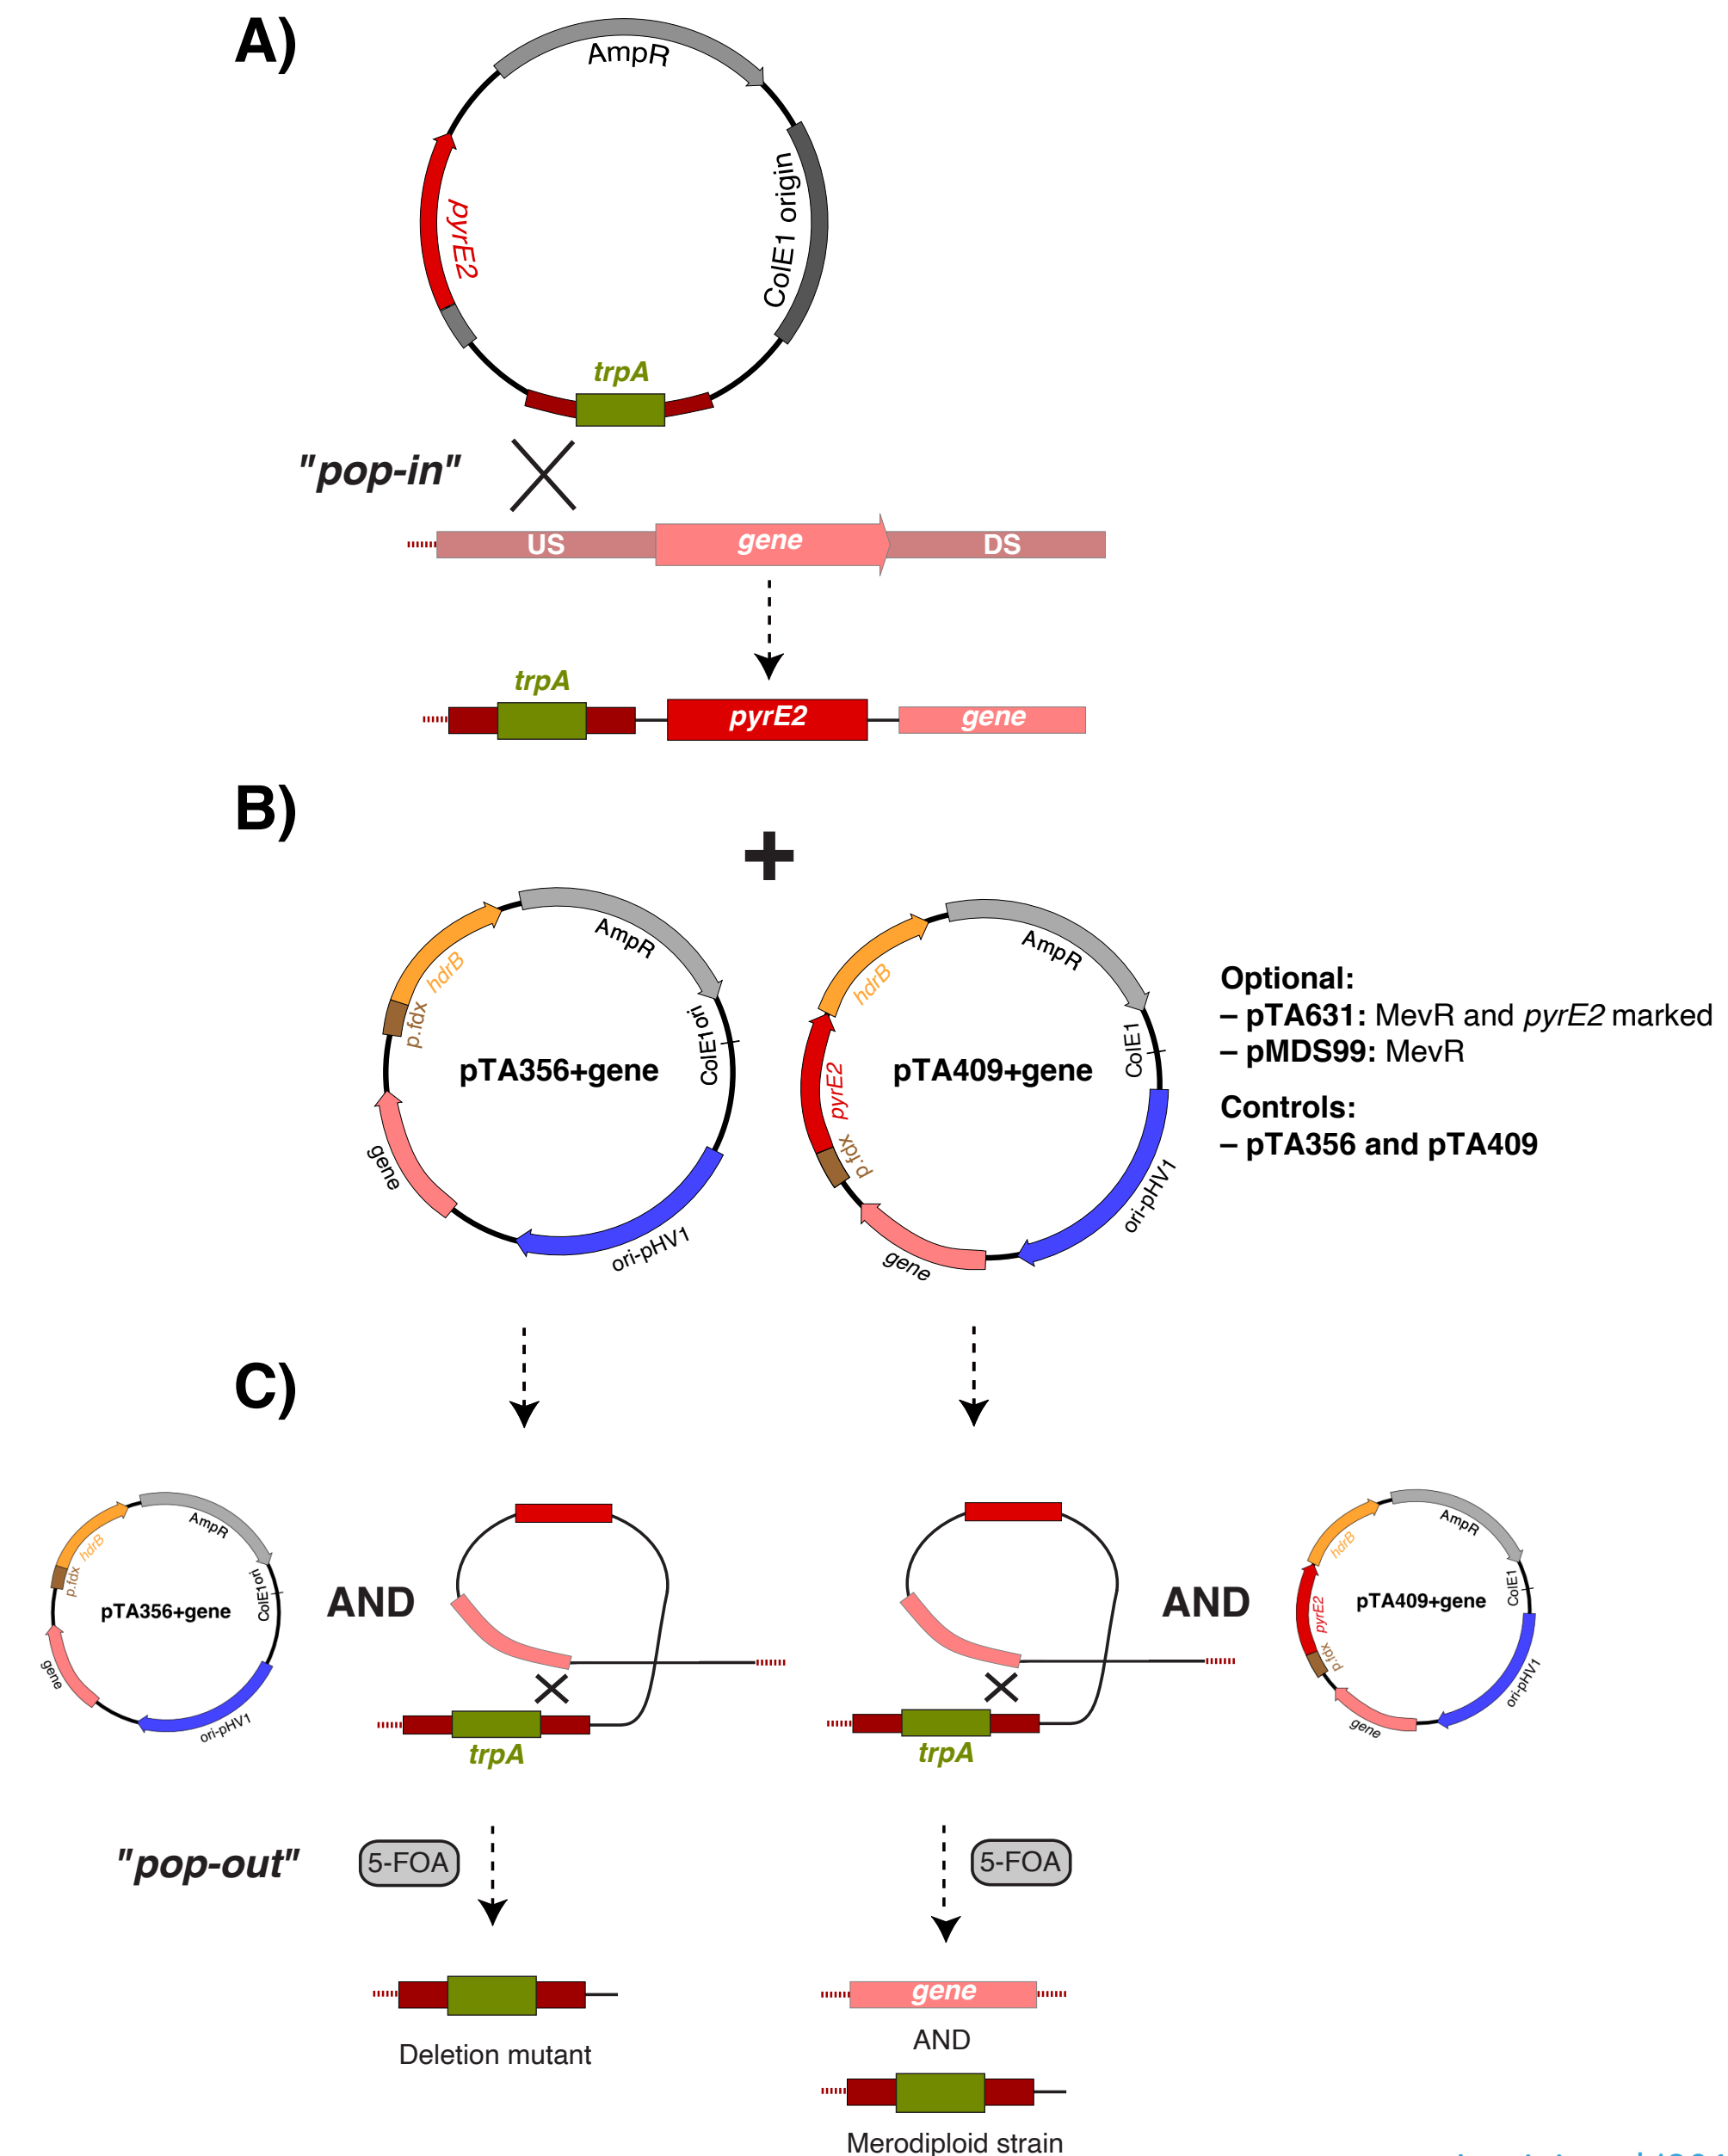 A)
AmpR
ColE1 origin
pyrE2
trpA
"pop-in"
US
gene
DS
trpA
pyrE2
gene
B)
+
hdrB
AmpR
p.fdx
ColE1 ori
pTA356+gene
gene
ori-pHV1
hdrB
AmpR
pyrE2
ColE1
pTA409+gene
p.fdx
gene
ori-pHV1
Optional:
– pTA631: MevR and pyrE2 marked
– pMDS99: MevR
Controls:
– pTA356 and pTA409
C)
hdrB
AmpR
p.fdx
ColE1 ori
pTA356+gene
gene
ori-pHV1
AND
trpA
AND
trpA
hdrB
AmpR
pyrE2
ColE1
pTA409+gene
p.fdx
gene
ori-pHV1
"pop-out"
5-FOA
5-FOA
Deletion mutant
gene
AND
Merodiploid strain